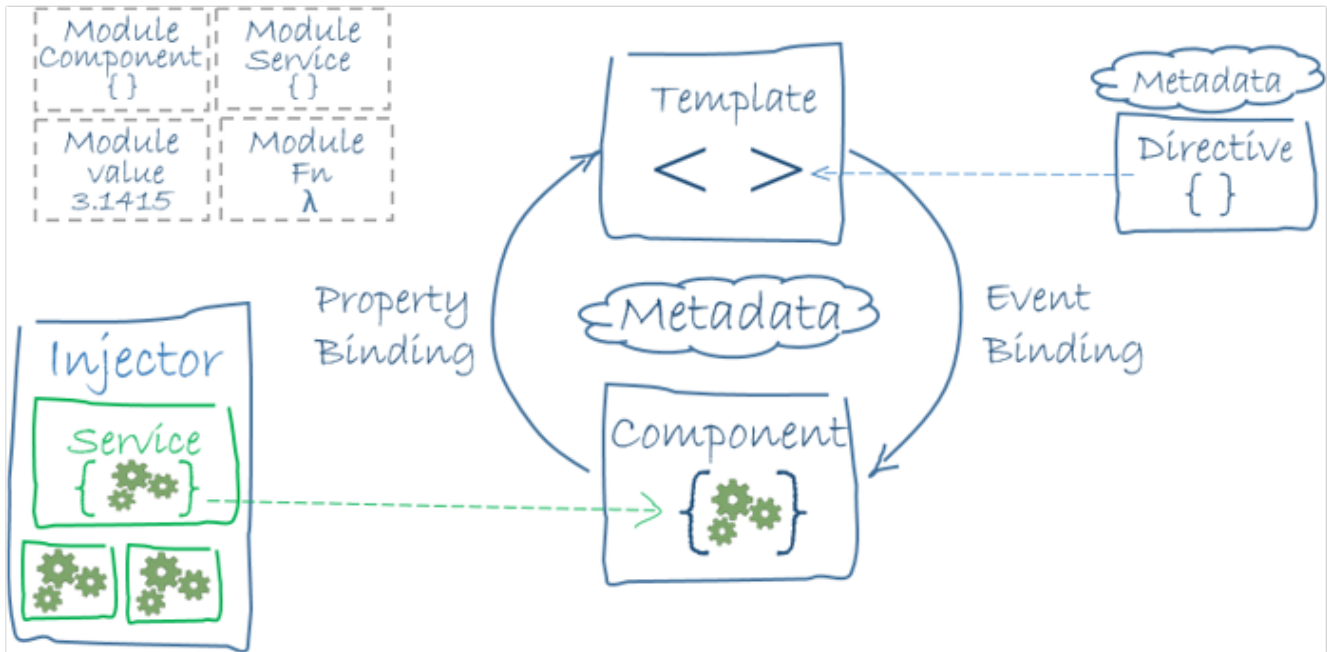 Module
Component
{ }
Module
Service
{ }
Module
value
3.1415
Module
Fn
λ
Template
< >
Metadata
Directive
{ }
Property
Binding
Metadata
Event
Binding
Injector
Service
{ }
Component
{ }